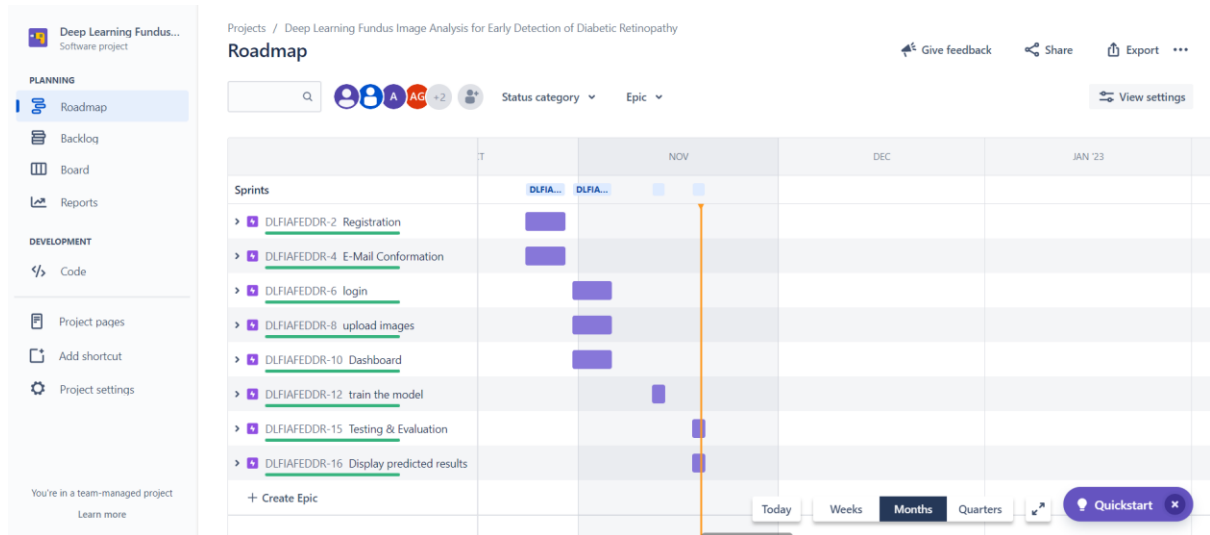 Deep Learning Fundus...
Software project
PLANNING
Roadmap
Backlog
Board
Reports
DEVELOPMENT
Code
Project pages
Add shortcut
Project settings
You're in a team-managed project
Learn more
Projects / Deep Learning Fundus Image Analysis for Early Detection of Diabetic Retinopathy
Roadmap
Give feedback
Share
Export
A AG +2
Status category
Epic
View settings
NOV DEC JAN '23
Sprints DLFIA... DLFIA...
DLFIAFEDDR-2 Registration
DLFIAFEDDR-4 E-Mail Conformation
DLFIAFEDDR-6 login
DLFIAFEDDR-8 upload images
DLFIAFEDDR-10 Dashboard
DLFIAFEDDR-12 train the model
DLFIAFEDDR-15 Testing & Evaluation
DLFIAFEDDR-16 Display predicted results
+ Create Epic
Today Weeks Months Quarters
Quickstart